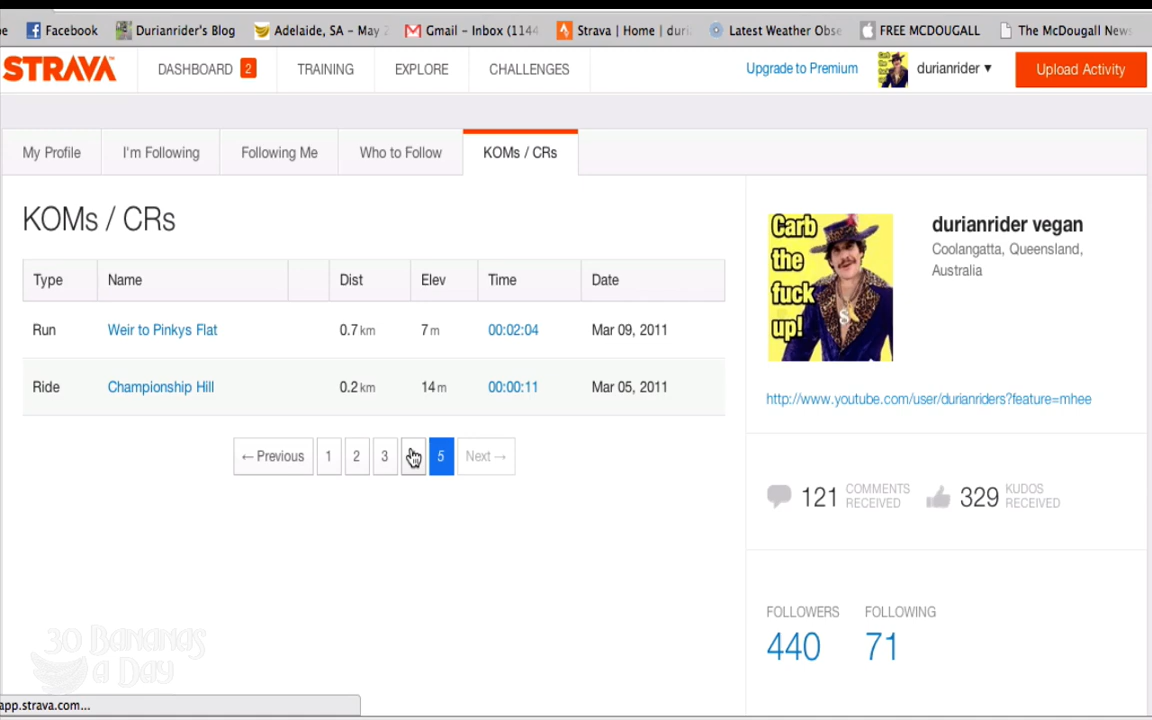 Facebook Durianrider's Blog Adelaide, SA - May Gmail - Inbox (1144 Strava | Home | duri Latest Weather Obse FREE MCDOUGALL The McDougall News
STRAVA DASHBOARD 2 TRAINING EXPLORE CHALLENGES Upgrade to Premium durianrider ▼ Upload Activity
My Profile I'm Following Following Me Who to Follow KOMs / CRs
KOMs / CRs
Type Name Dist Elev Time Date
Run Weir to Pinkys Flat 0.7 km 7 m 00:02:04 Mar 09, 2011
Ride Championship Hill 0.2 km 14 m 00:00:11 Mar 05, 2011
← Previous 1 2 3 5 Next →
Carb
the
fuck
up!
durianrider vegan
Coolangatta, Queensland,
Australia
http://www.youtube.com/user/durianriders?feature=mhee
121 COMMENTS
RECEIVED
329 KUDOS
RECEIVED
FOLLOWERS FOLLOWING
440 71
30 Bananas
a Day
app.strava.com...